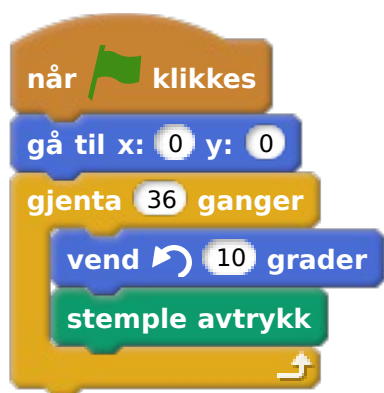 når klikkes
gå til x: 0 y: 0
gjenta 36 ganger
vend 10 grader
stemple avtrykk